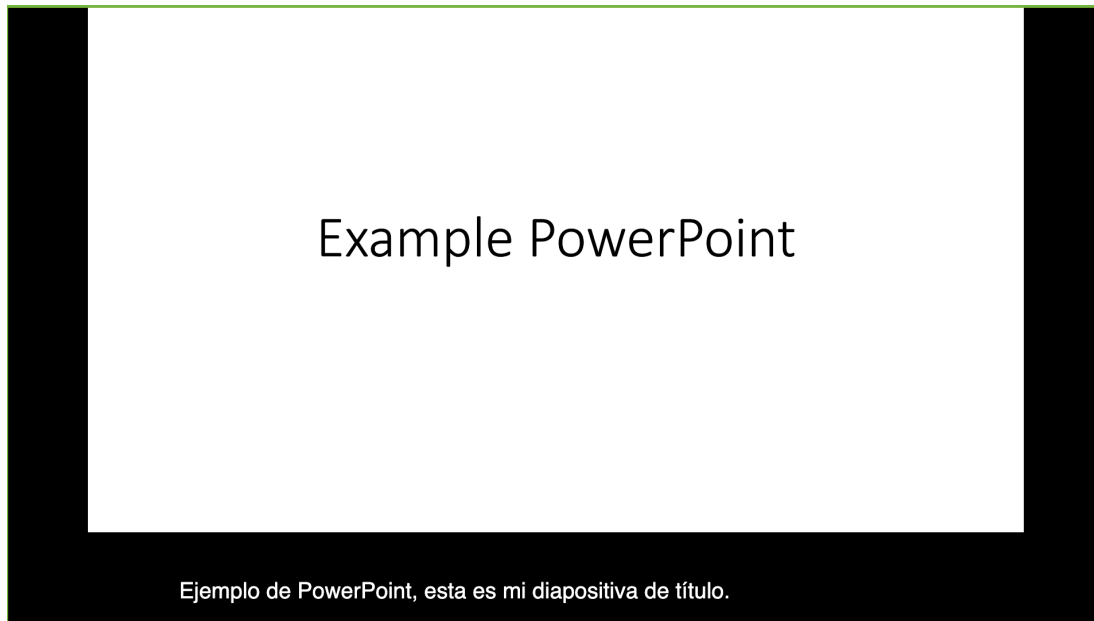 Example PowerPoint
Ejemplo de PowerPoint, esta es mi diapositiva de título.